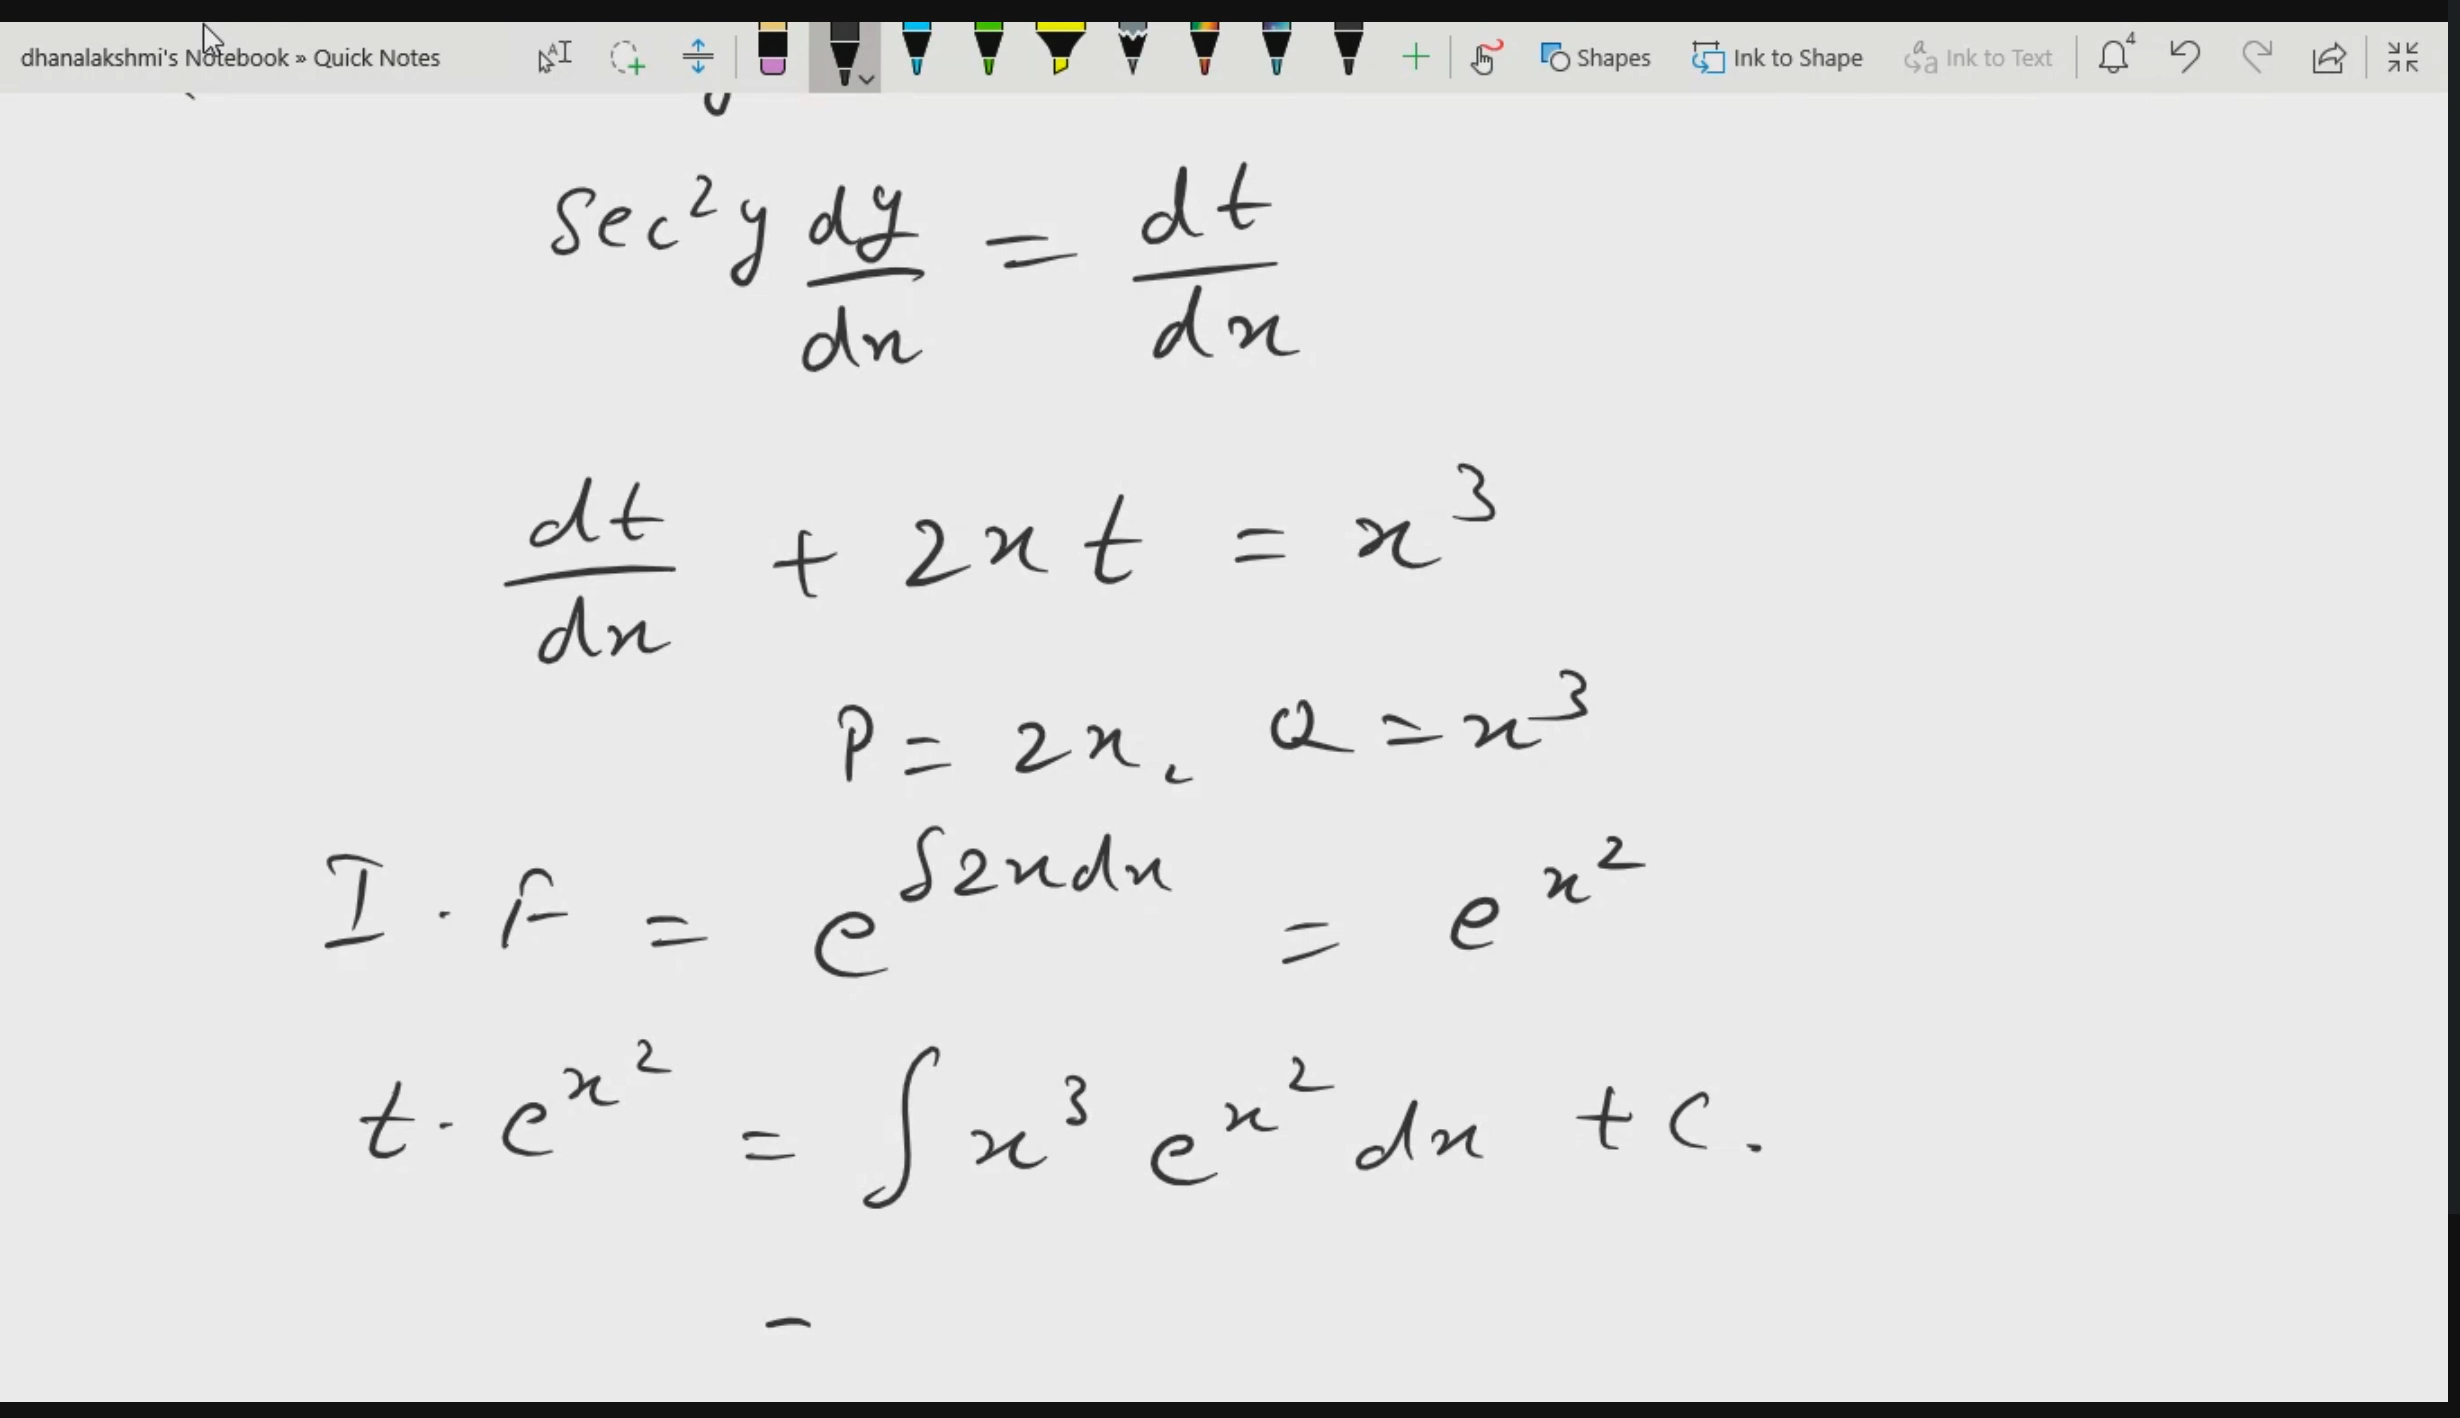 dhanalakshmi's Notebook » Quick Notes Shapes Ink to Shape Ink to Text 4
Sec²y dy/dx = dt/dx
dt/dx + 2xt = x³
P = 2x, Q = x³
I.F = e^∫2xdx = e^x²
t. e^x² = ∫ x³ e^x² dx + C.